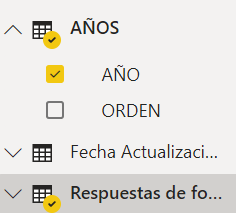 AÑOS
AÑO
ORDEN
Fecha Actualizaci...
Respuestas de fo...